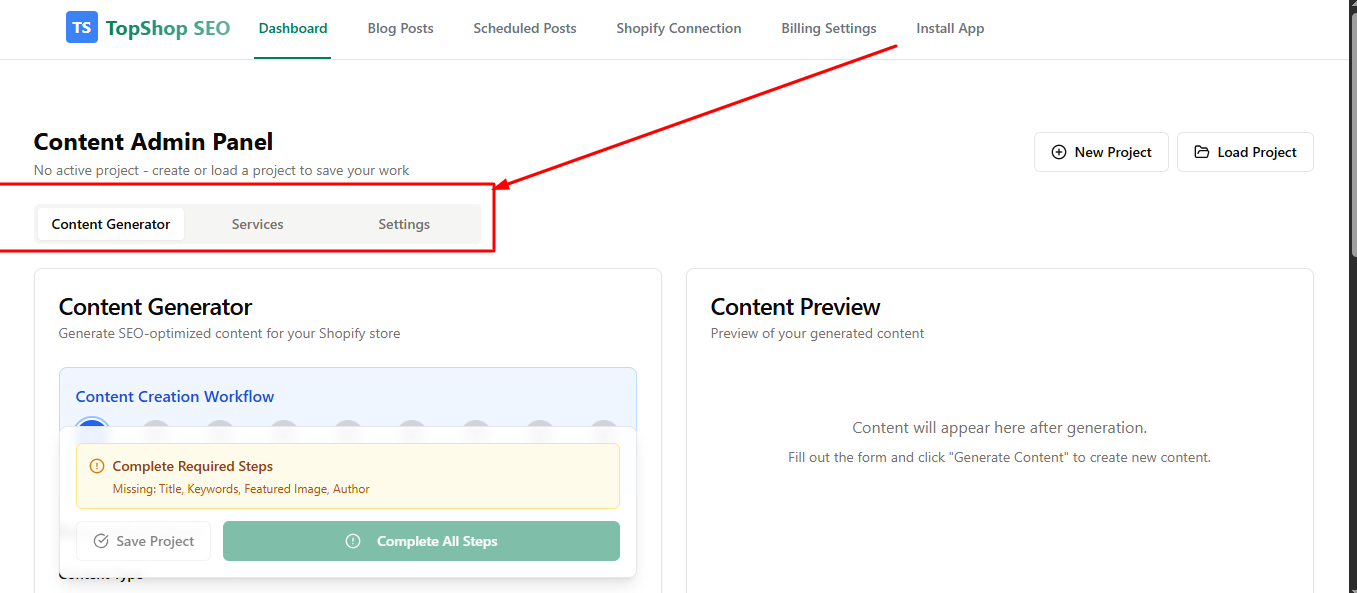 TS TopShop SEO Dashboard Blog Posts Scheduled Posts Shopify Connection Billing Settings Install App
Content Admin Panel
No active project - create or load a project to save your work
New Project Load Project
Content Generator Services Settings
Content Generator
Generate SEO-optimized content for your Shopify store
Content Creation Workflow
Complete Required Steps
Missing: Title, Keywords, Featured Image, Author
Save Project Complete All Steps
Content Type
Content Preview
Preview of your generated content
Content will appear here after generation.
Fill out the form and click "Generate Content" to create new content.